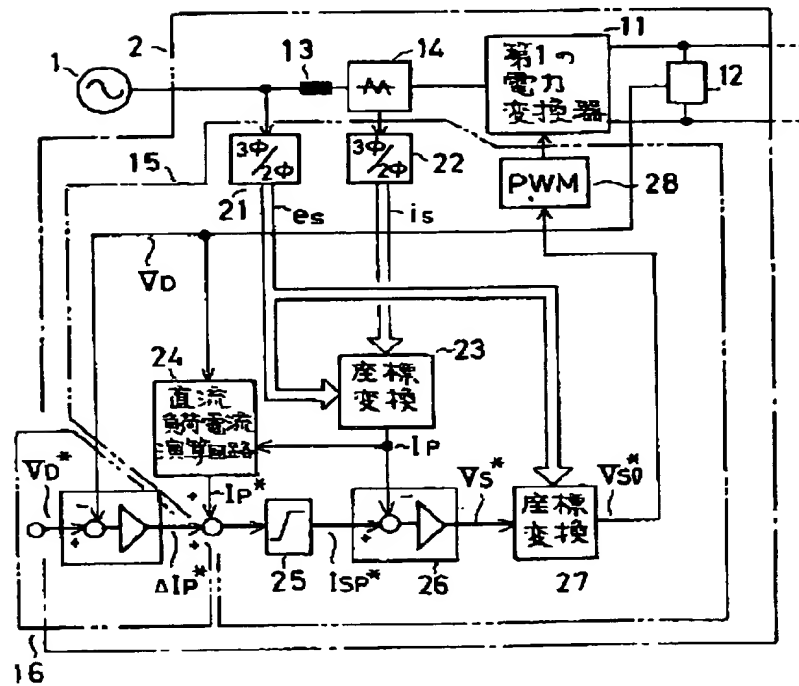 2
11
1
13
14
第1の
電力
変換器
12
3Φ/2Φ
3Φ/2Φ
22
PWM
28
15
21
es
is
VD
24
23
直流
負荷電流
演算回路
座標
変換
~IP
VD*
-
+
+
~IP*
+
ΔIP*
25
ISP*
-
+
26
VS*
座標
変換
27
VS0*
16